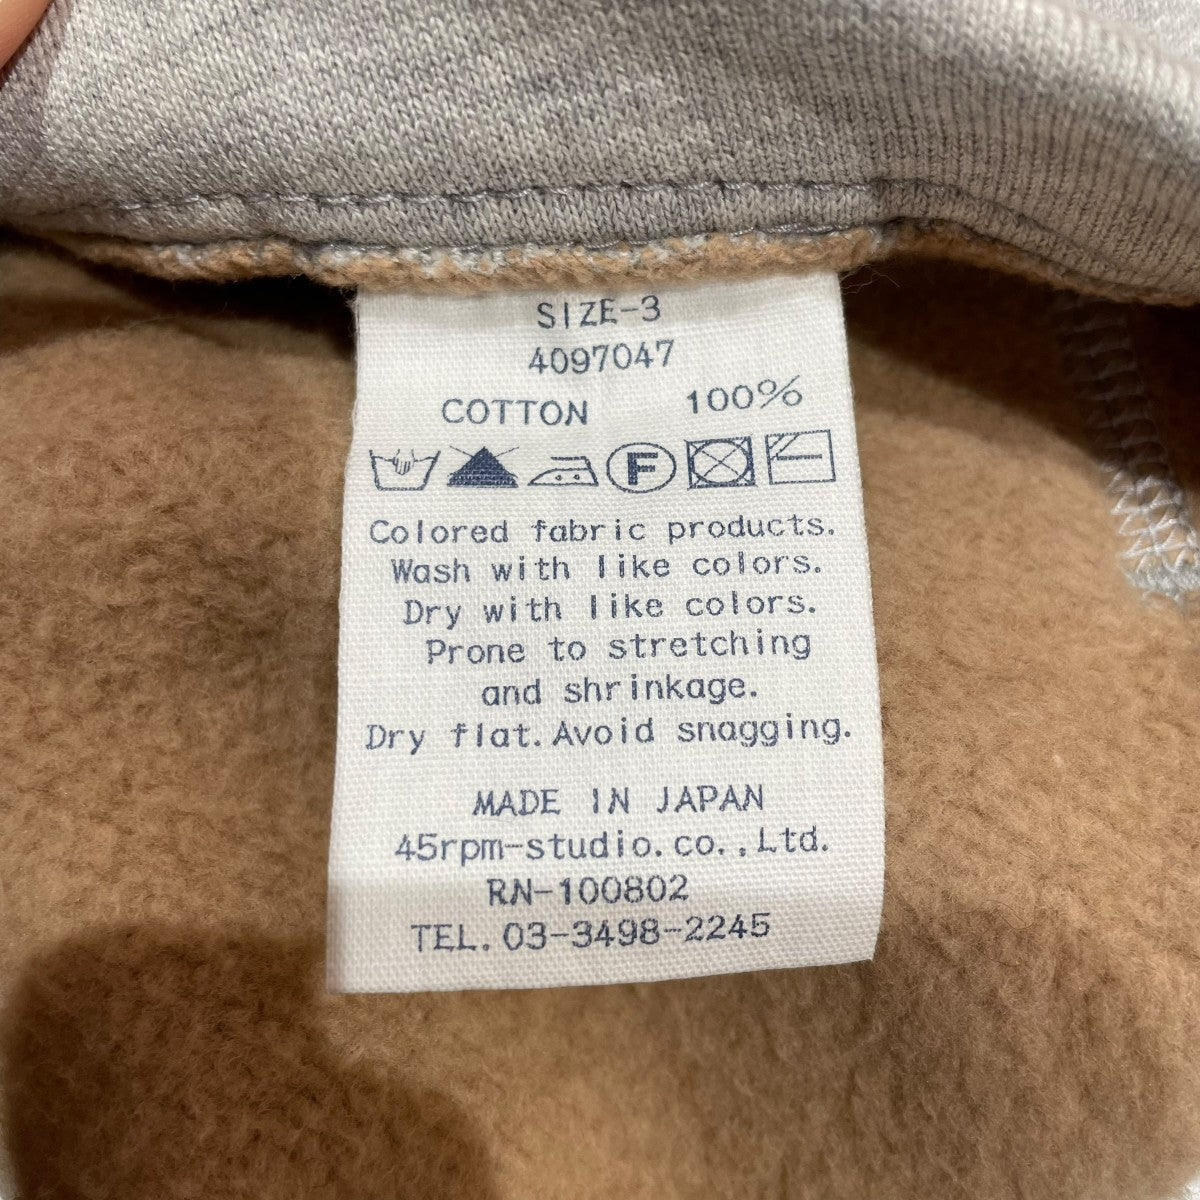 SIZE-3
4097047
COTTON 100%
F
Colored fabric products.
Wash with like colors.
Dry with like colors.
Prone to stretching
and shrinkage.
Dry flat. Avoid snagging.
MADE IN JAPAN
45rpm-studio.co.,Ltd.
RN-100802
TEL. 03-3498-2245